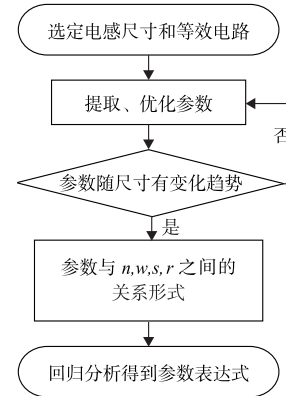 选定电感尺寸和等效电路
提取、优化参数
否
参数随尺寸有变化趋势
是
参数与 n,w,s,r 之间的
关系形式
回归分析得到参数表达式